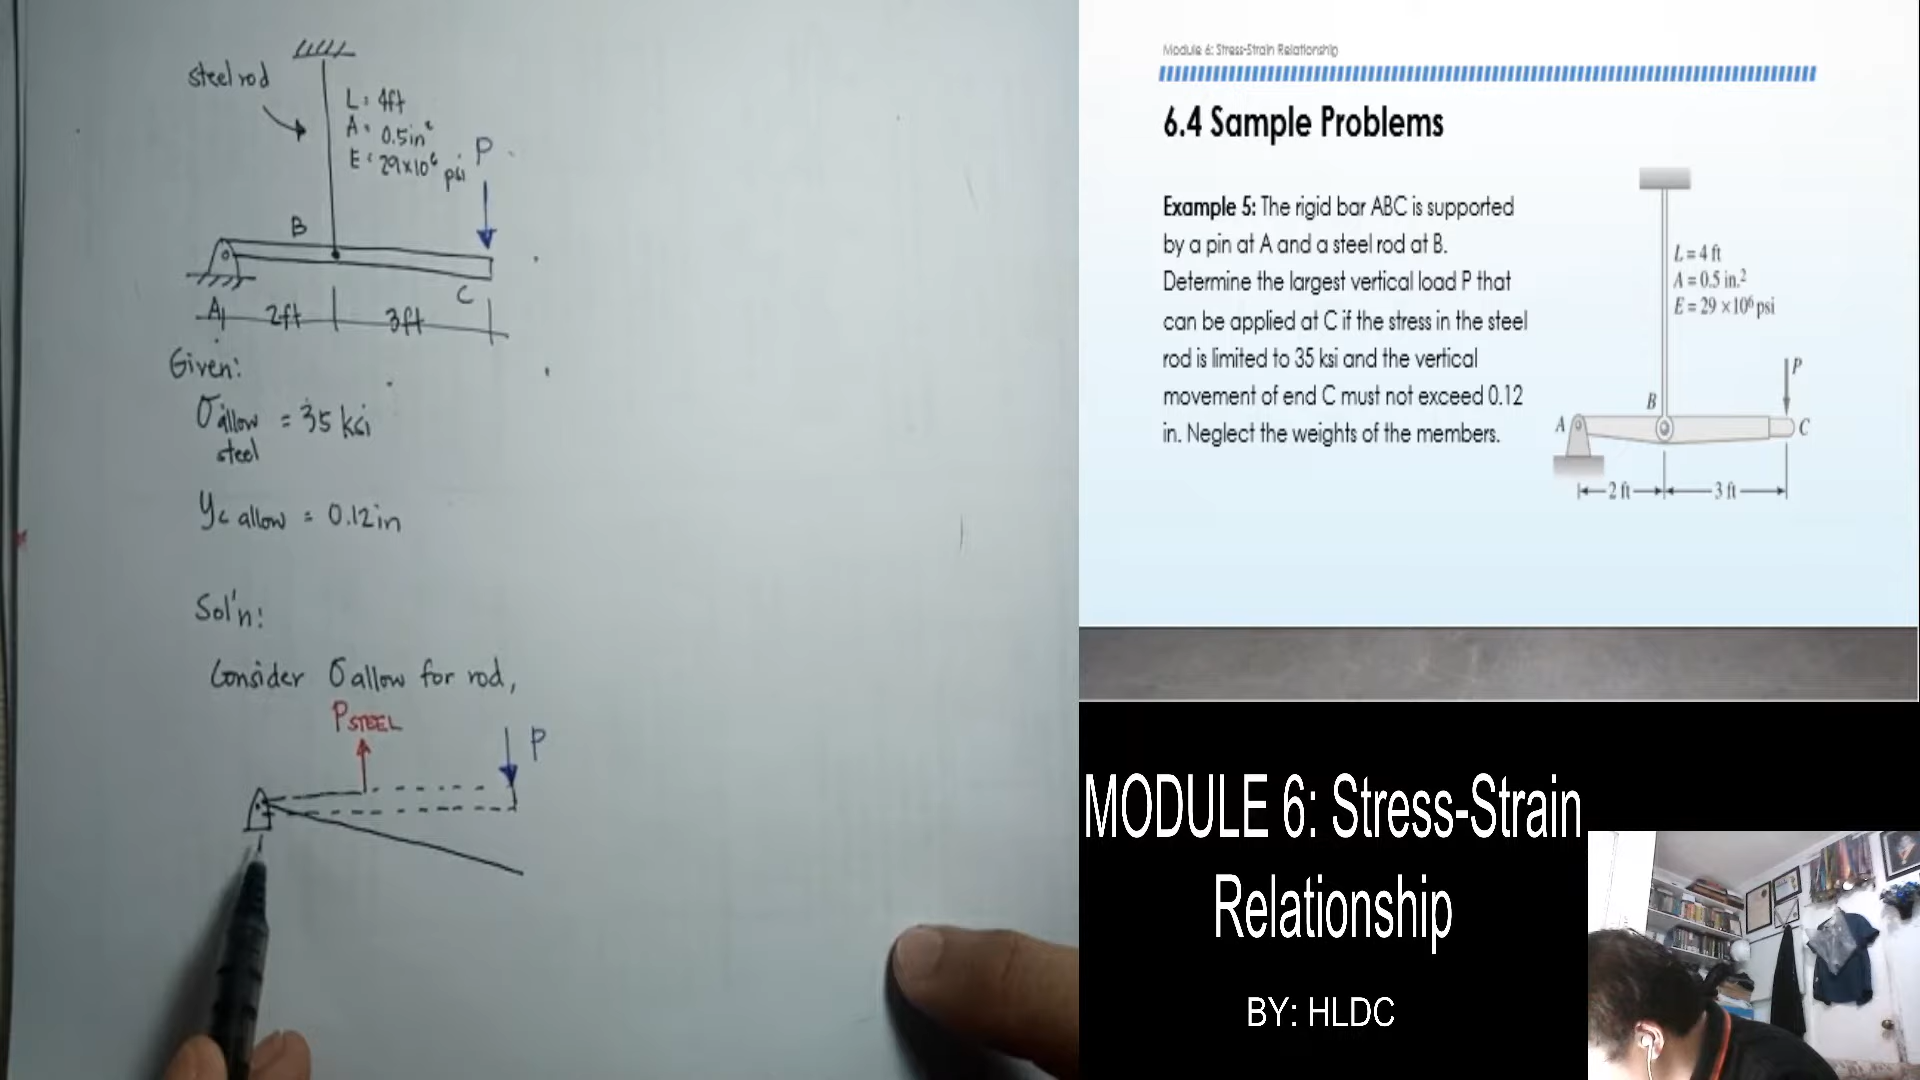 steel rod
L = 4ft
A = 0.5in²
E = 29x10⁶ psi
P
B
C
A
2ft
3ft
Given:
σallow = 35 ksi
steel
yc allow = 0.12in
Sol'n:
Consider σallow for rod,
PSTEEL
P
Module 6: Stress-Strain Relationship
6.4 Sample Problems
Example 5: The rigid bar ABC is supported
by a pin at A and a steel rod at B.
Determine the largest vertical load P that
can be applied at C if the stress in the steel
rod is limited to 35 ksi and the vertical
movement of end C must not exceed 0.12
in. Neglect the weights of the members.
L = 4 ft
A = 0.5 in.²
E = 29 ×10⁶ psi
P
B
A
C
2 ft
3 ft
MODULE 6: Stress-Strain
Relationship
BY: HLDC